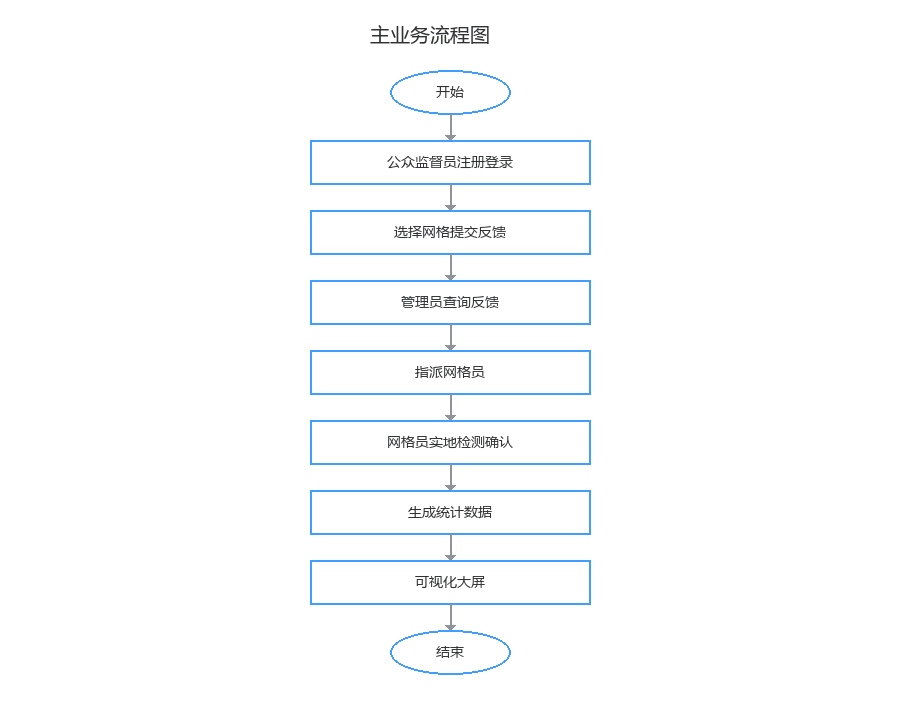 主业务流程图
开始
公众监督员注册登录
选择网格提交反馈
管理员查询反馈
指派网格员
网格员实地检测确认
生成统计数据
可视化大屏
结束